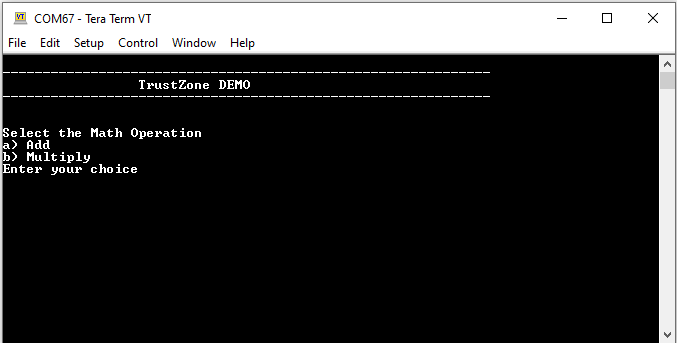 VT COM67 - Tera Term VT
File Edit Setup Control Window Help
TrustZone DEMO
Select the Math Operation
a) Add
b) Multiply
Enter your choice